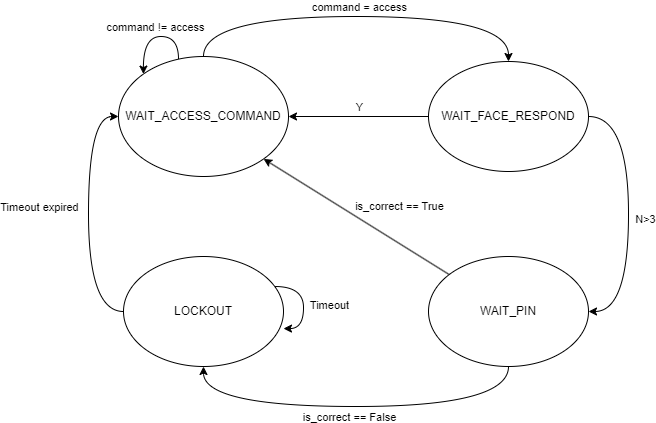 command = access
command != access
WAIT_ACCESS_COMMAND
Y
WAIT_FACE_RESPOND
Timeout expired
is_correct == True
N>3
LOCKOUT
Timeout
WAIT_PIN
is_correct == False